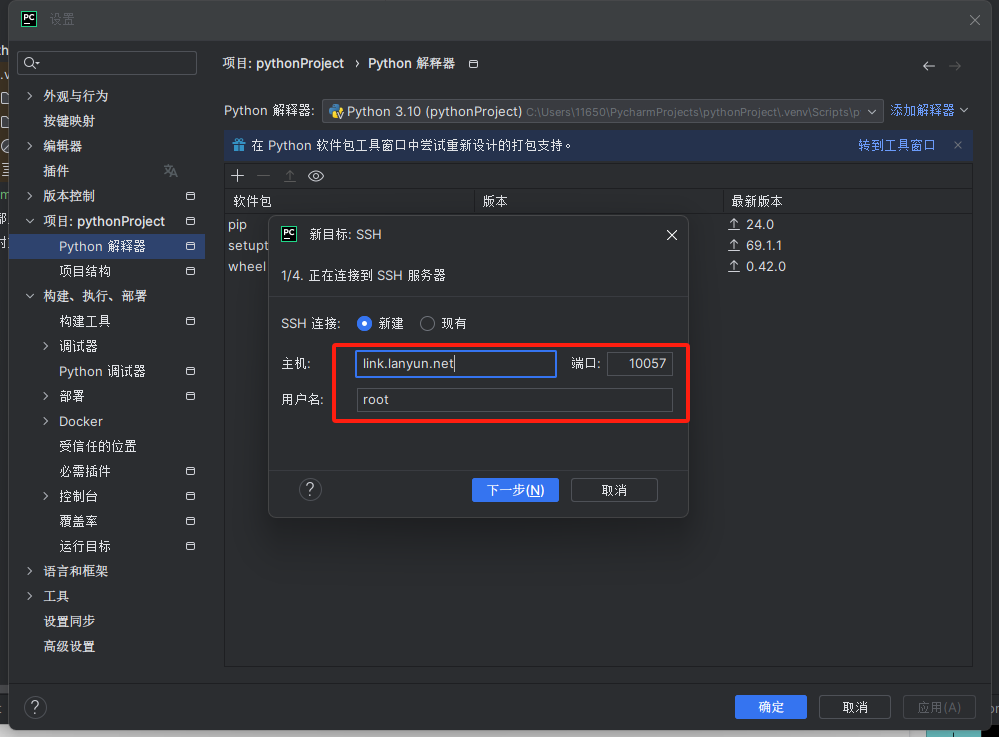 PC 设置
项目: pythonProject › Python 解释器
外观与行为
按键映射
编辑器
插件
版本控制
项目: pythonProject
Python 解释器
项目结构
构建、执行、部署
构建工具
调试器
Python 调试器
部署
Docker
受信任的位置
必需插件
控制台
覆盖率
运行目标
语言和框架
工具
设置同步
高级设置
Python 解释器: Python 3.10 (pythonProject) C:\Users\11650\PycharmProjects\pythonProject\.venv\Scripts\p 添加解释器
在 Python 软件包工具窗口中尝试重新设计的打包支持。 转到工具窗口
软件包 版本 最新版本
pip 24.0
setupt 69.1.1
wheel 0.42.0
PC 新目标: SSH
1/4. 正在连接到 SSH 服务器
SSH 连接: 新建 现有
主机: link.lanyun.net 端口: 10057
用户名: root
? 下一步(N) 取消
? 确定 取消 应用(A)